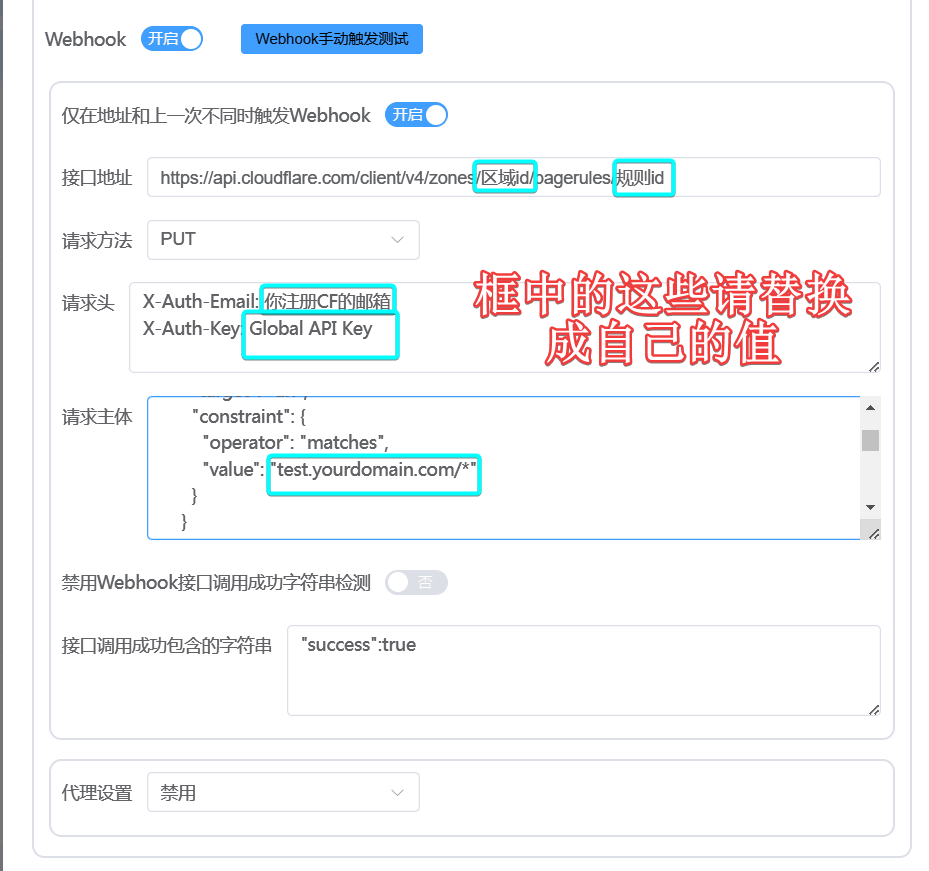 Webhook 开启 Webhook手动触发测试
仅在地址和上一次不同时触发Webhook 开启
接口地址 https://api.cloudflare.com/client/v4/zones/区域id/pagerules/规则id
请求方法 PUT
请求头 X-Auth-Email: 你注册CF的邮箱
X-Auth-Key: Global API Key
框中的这些请替换
成自己的值
请求主体
"constraint": {
"operator": "matches",
"value": "test.yourdomain.com/*"
}
}
禁用Webhook接口调用成功字符串检测 否
接口调用成功包含的字符串 "success":true
代理设置 禁用